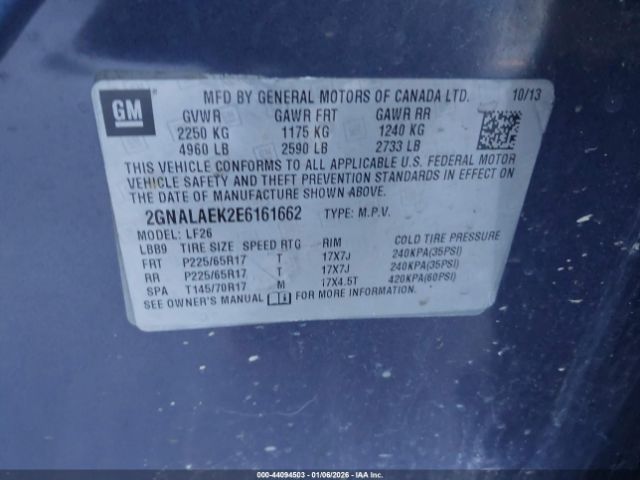 GM
MFD BY GENERAL MOTORS OF CANADA LTD. 10/13
GVWR GAWR FRT GAWR RR
2250 KG 1175 KG 1240 KG
4960 LB 2590 LB 2733 LB
THIS VEHICLE CONFORMS TO ALL APPLICABLE U.S. FEDERAL MOTOR
VEHICLE SAFETY AND THEFT PREVENTION STANDARDS IN EFFECT ON
THE DATE OF MANUFACTURE SHOWN ABOVE.
2GNALAEK2E6161662 TYPE: M.P.V.
MODEL: LF26
LBB9 TIRE SIZE SPEED RTG RIM COLD TIRE PRESSURE
FRT P225/65R17 T 17X7J 240KPA(35PSI)
RR P225/65R17 T 17X7J 240KPA(35PSI)
SPA T145/70R17 M 17X4.5T 420KPA(60PSI)
SEE OWNER'S MANUAL FOR MORE INFORMATION.
000-44094503 - 01/06/2026 - IAAI.COM